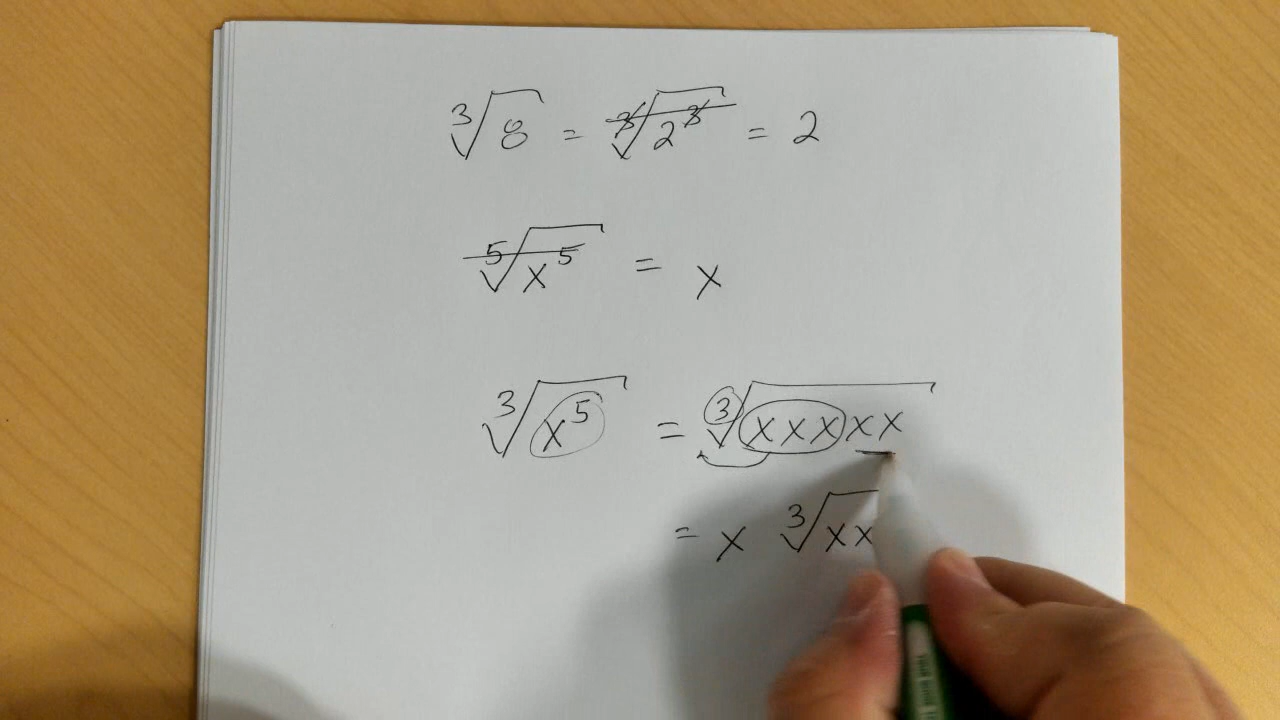 ∛8 = ∛2³ = 2
⁵√x⁵ = x
∛x⁵ = ∛xxxxx
= x ∛xx